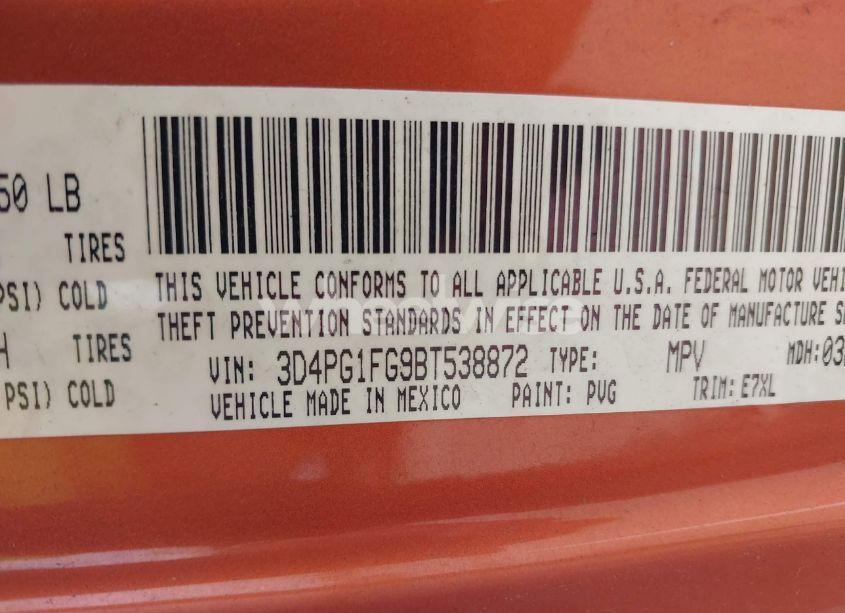 50 LB
TIRES
PSI) COLD
TIRES
PSI) COLD
THIS VEHICLE CONFORMS TO ALL APPLICABLE U.S.A. FEDERAL MOTOR VEHI
THEFT PREVENTION STANDARDS IN EFFECT ON THE DATE OF MANUFACTURE S
VIN: 3D4PG1FG9BT538872 TYPE: MPV MDH:03
VEHICLE MADE IN MEXICO PAINT: PVG TRIM: E7XL